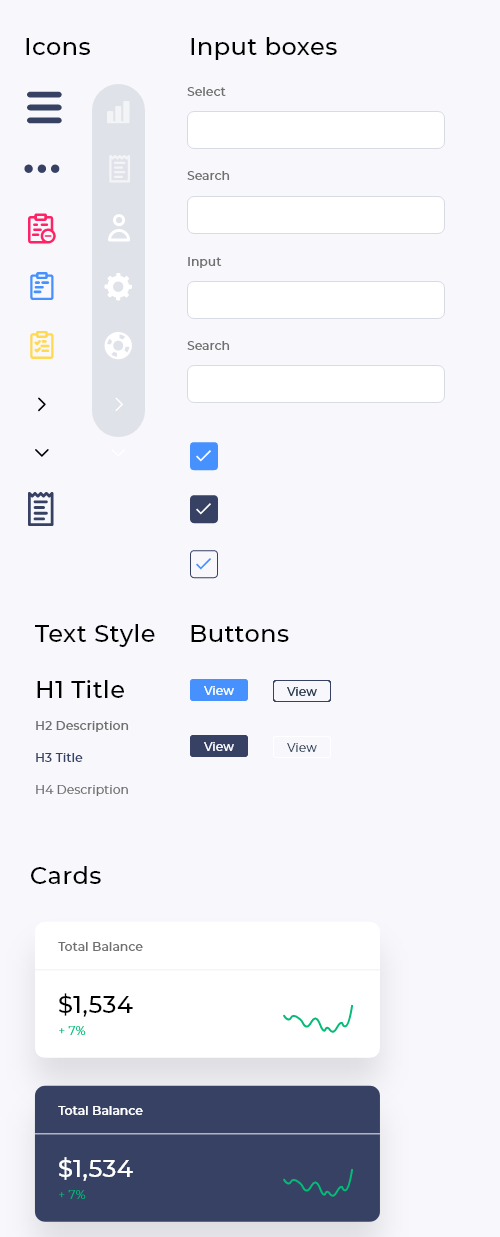 Icons
Input boxes
Select
Search
Input
Search
Text Style
Buttons
H1 Title
H2 Description
H3 Title
H4 Description
View
View
View
View
Cards
Total Balance
$1,534
+ 7%
Total Balance
$1,534
+ 7%